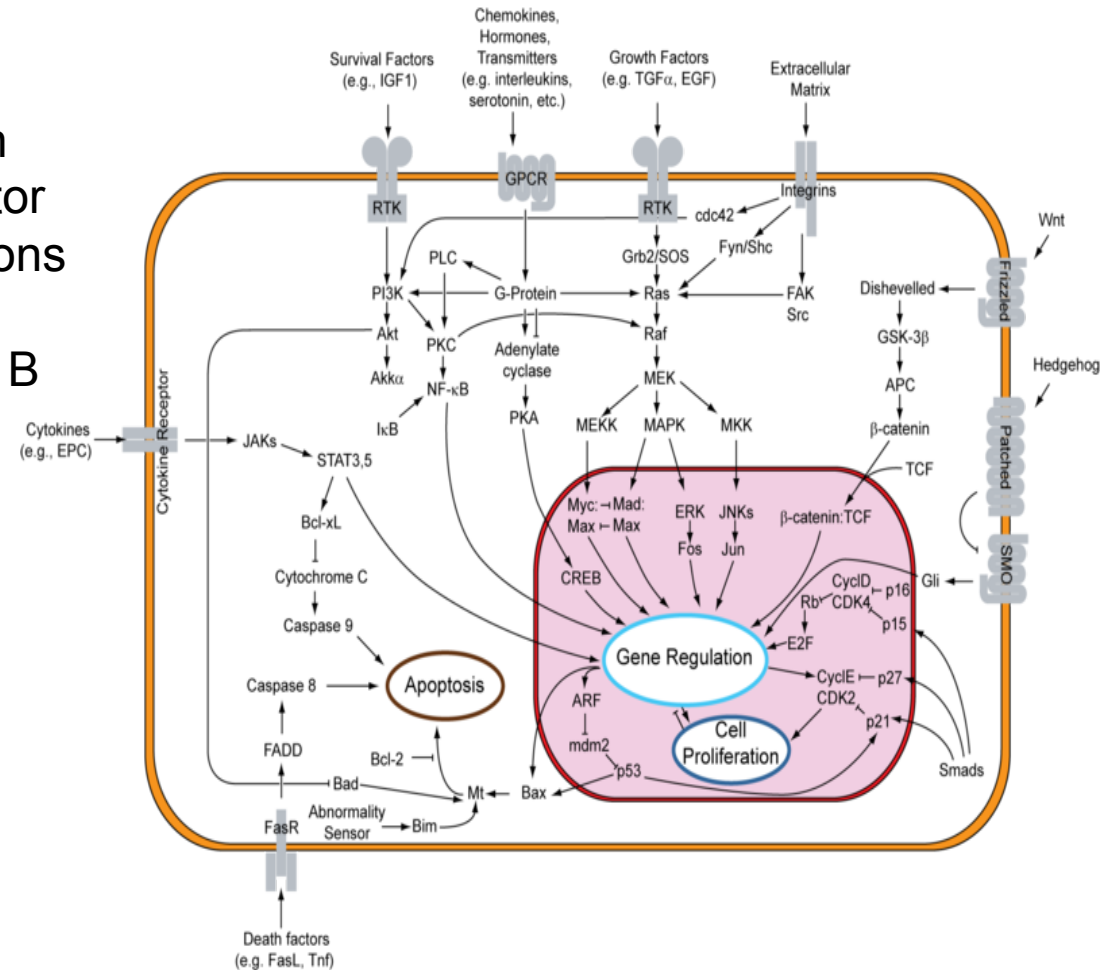 n
tor
ons
B
Chemokines,
Hormones,
Transmitters
(e.g. interleukins,
serotonin, etc.)
Survival Factors
(e.g., IGF1)
Growth Factors
(e.g. TGFα, EGF)
Extracellular
Matrix
RTK
GPCR
RTK
Integrins
cdc42
Wnt
Frizzled
Fyn/Shc
Grb2/SOS
PLC
PI3K
G-Protein
Ras
FAK
Src
Dishevelled
GSK-3β
APC
β-catenin
TCF
Akt
PKC
Adenylate
cyclase
Raf
Akkα
NF-κB
IκB
PKA
MEK
MEKK
MAPK
MKK
Hedgehog
Patched
SMO
Cytokines
(e.g., EPC)
Cytokine Receptor
JAKs
STAT3,5
Bcl-xL
Cytochrome C
Caspase 9
Caspase 8
Apoptosis
FADD
Bcl-2
Bad
Mt
Bax
Abnormality
Sensor
Bim
FasR
Death factors
(e.g. FasL, Tnf)
Myc:
Mad:
Max
Max
ERK
JNKs
β-catenin:TCF
Fos
Jun
CREB
Gli
CyclD
CDK4
p16
p15
Rb
E2F
Gene Regulation
CyclE
CDK2
p27
p21
ARF
mdm2
p53
Cell
Proliferation
Smads